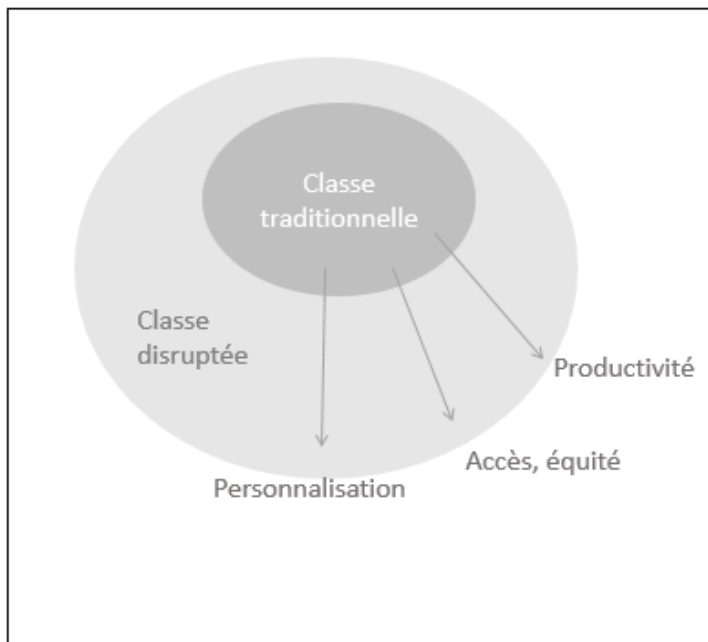 Classe
traditionnelle
Classe
disruptée
Productivité
Accès, équité
Personnalisation